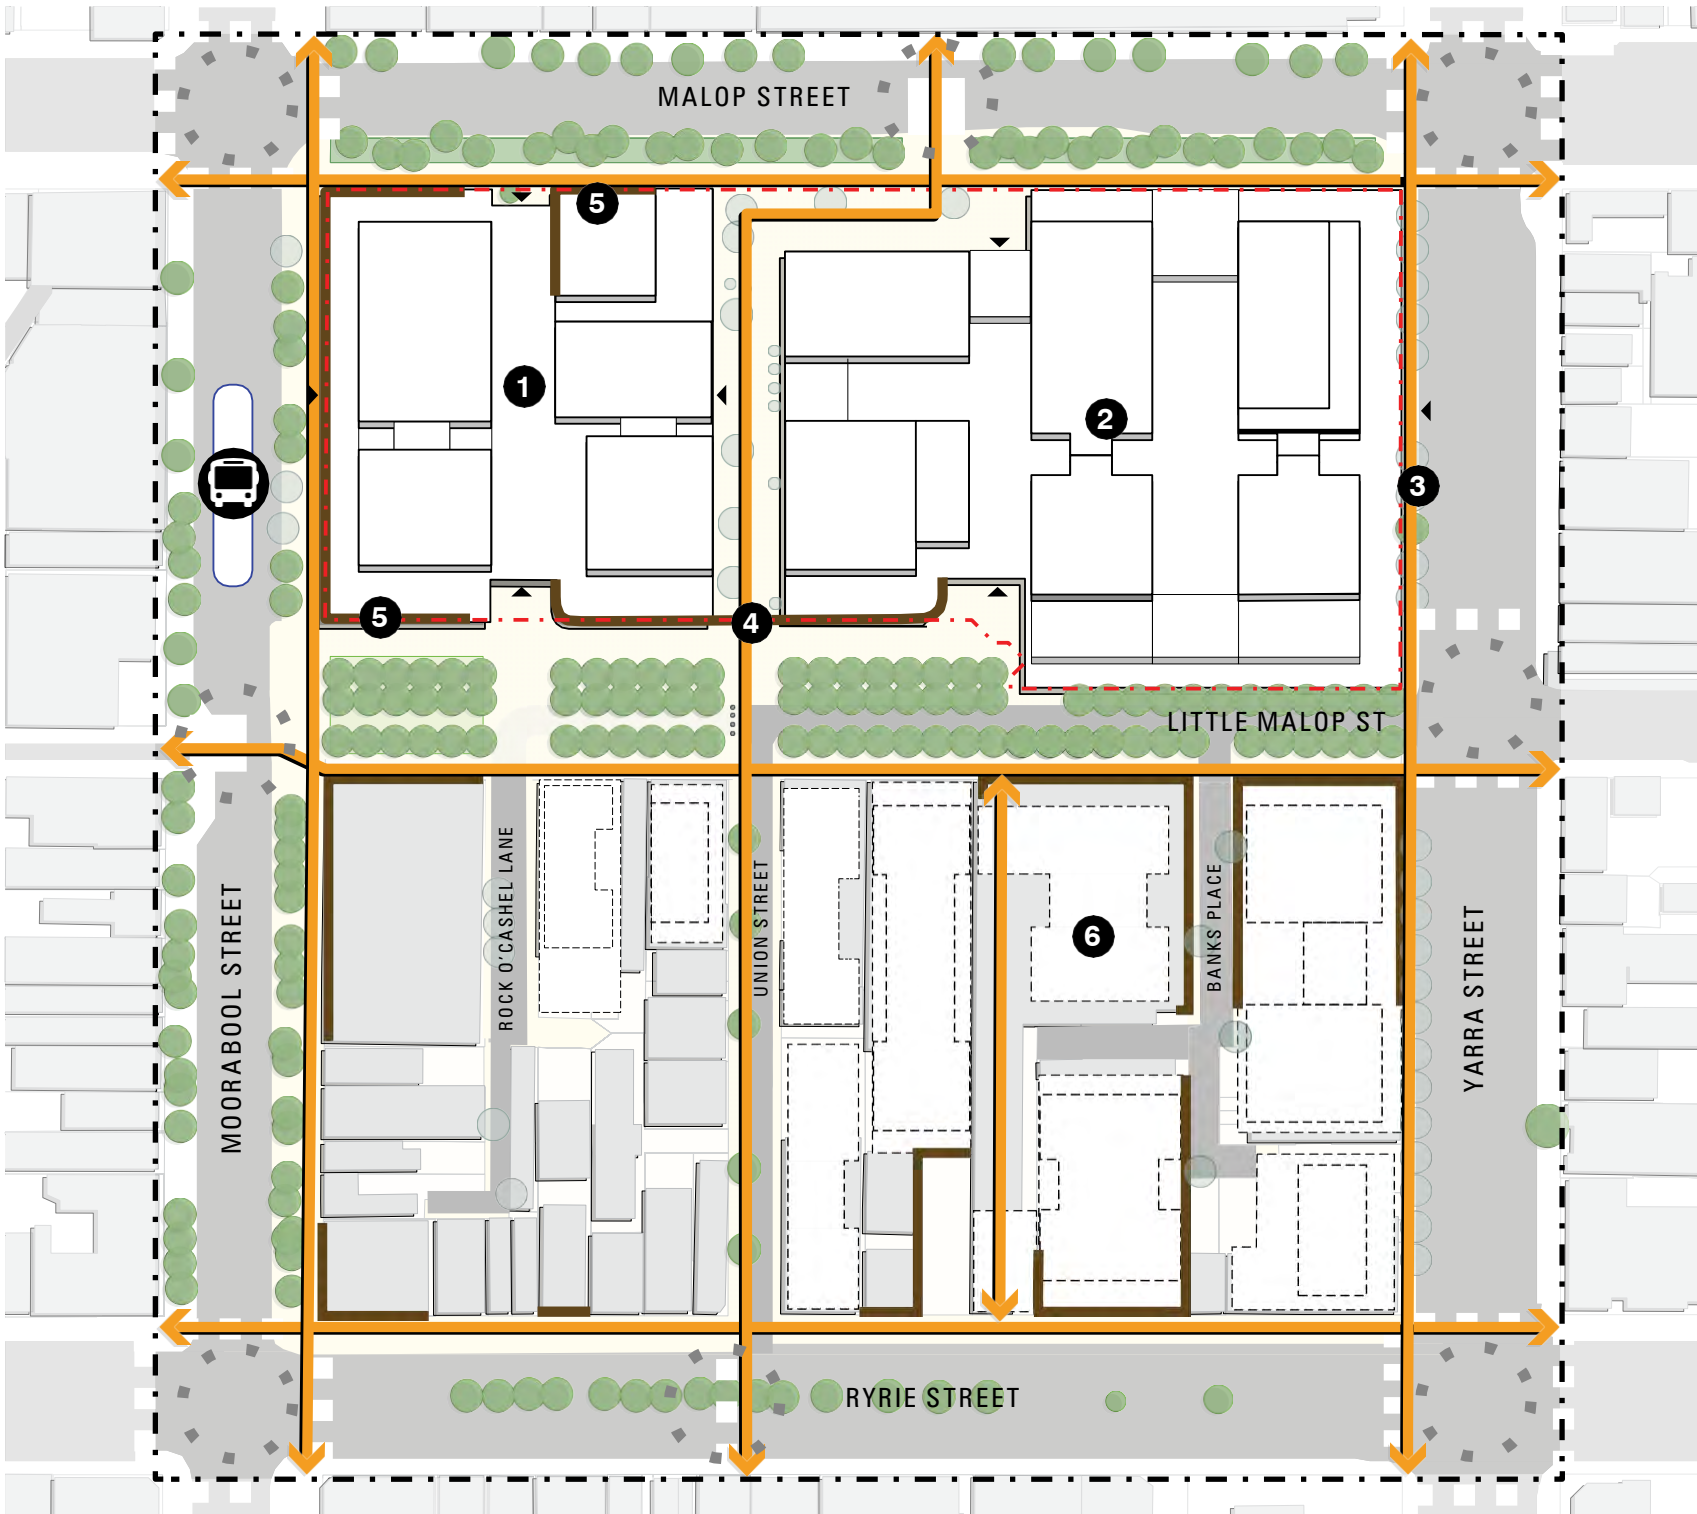 MALOP STREET
5
1
2
3
5
4
LITTLE MALOP ST
ROCK O'CASHEL LANE
UNION STREET
BANKS PLACE
6
MOORABOOL STREET
YARRA STREET
RYRIE STREET